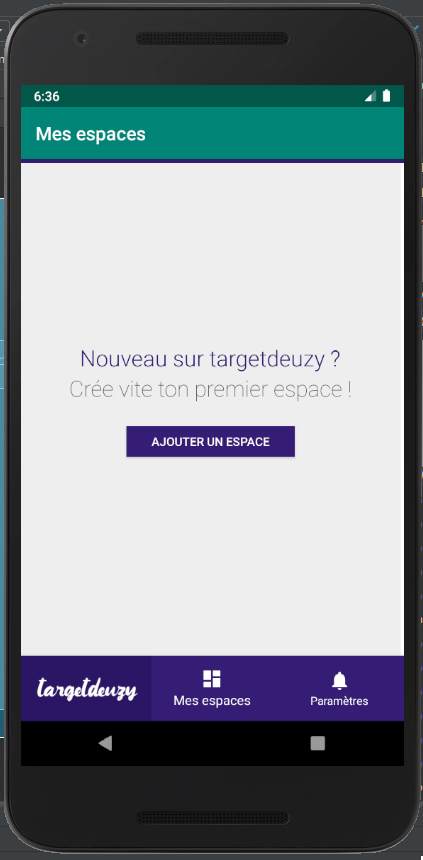 6:36
Mes espaces
Nouveau sur targetdeuzy ?
Crée vite ton premier espace !
AJOUTER UN ESPACE
targetdeuzy
Mes espaces
Paramètres